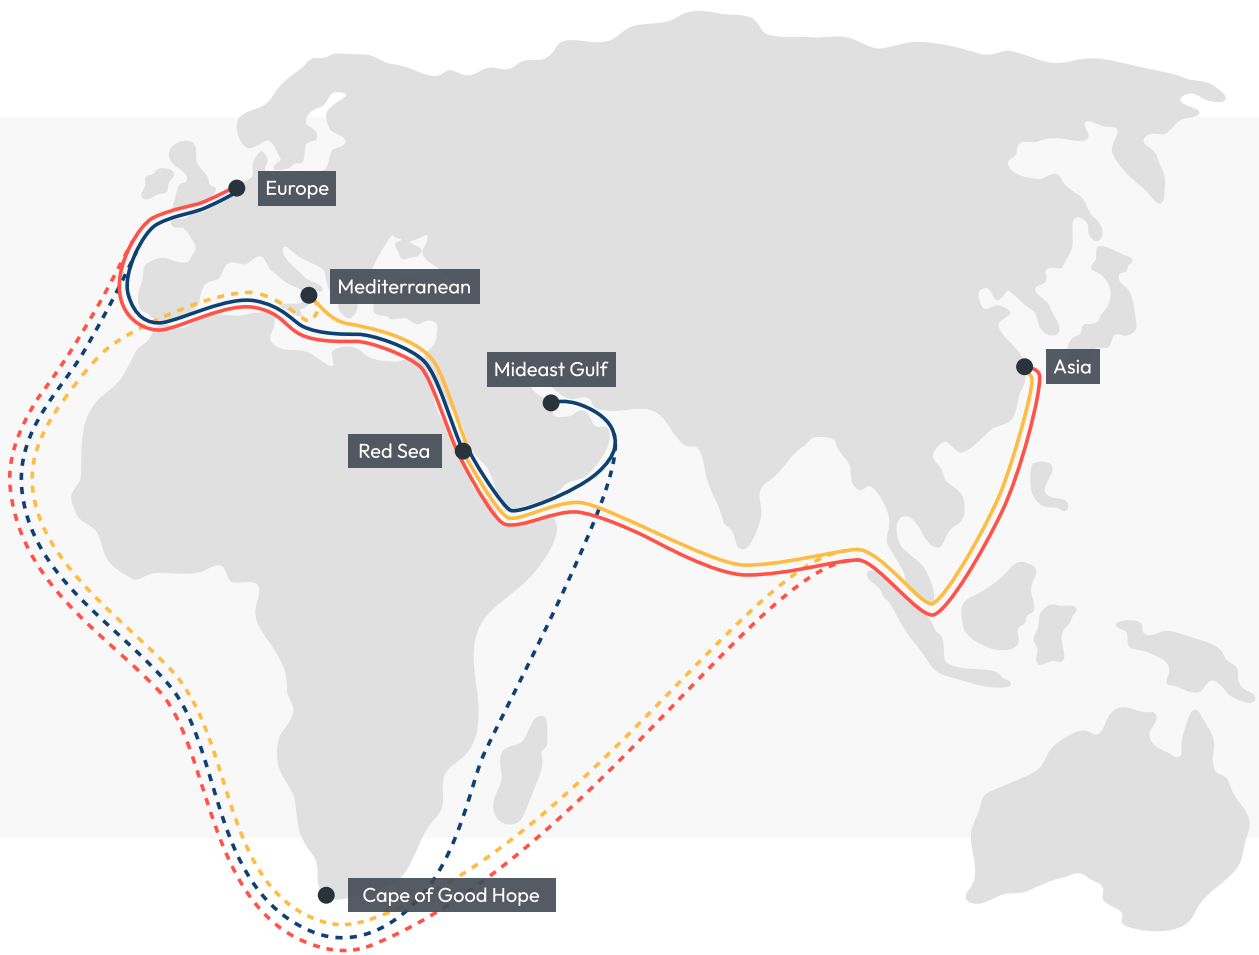 Europe
Mediterranean
Mideast Gulf
Asia
Red Sea
Cape of Good Hope